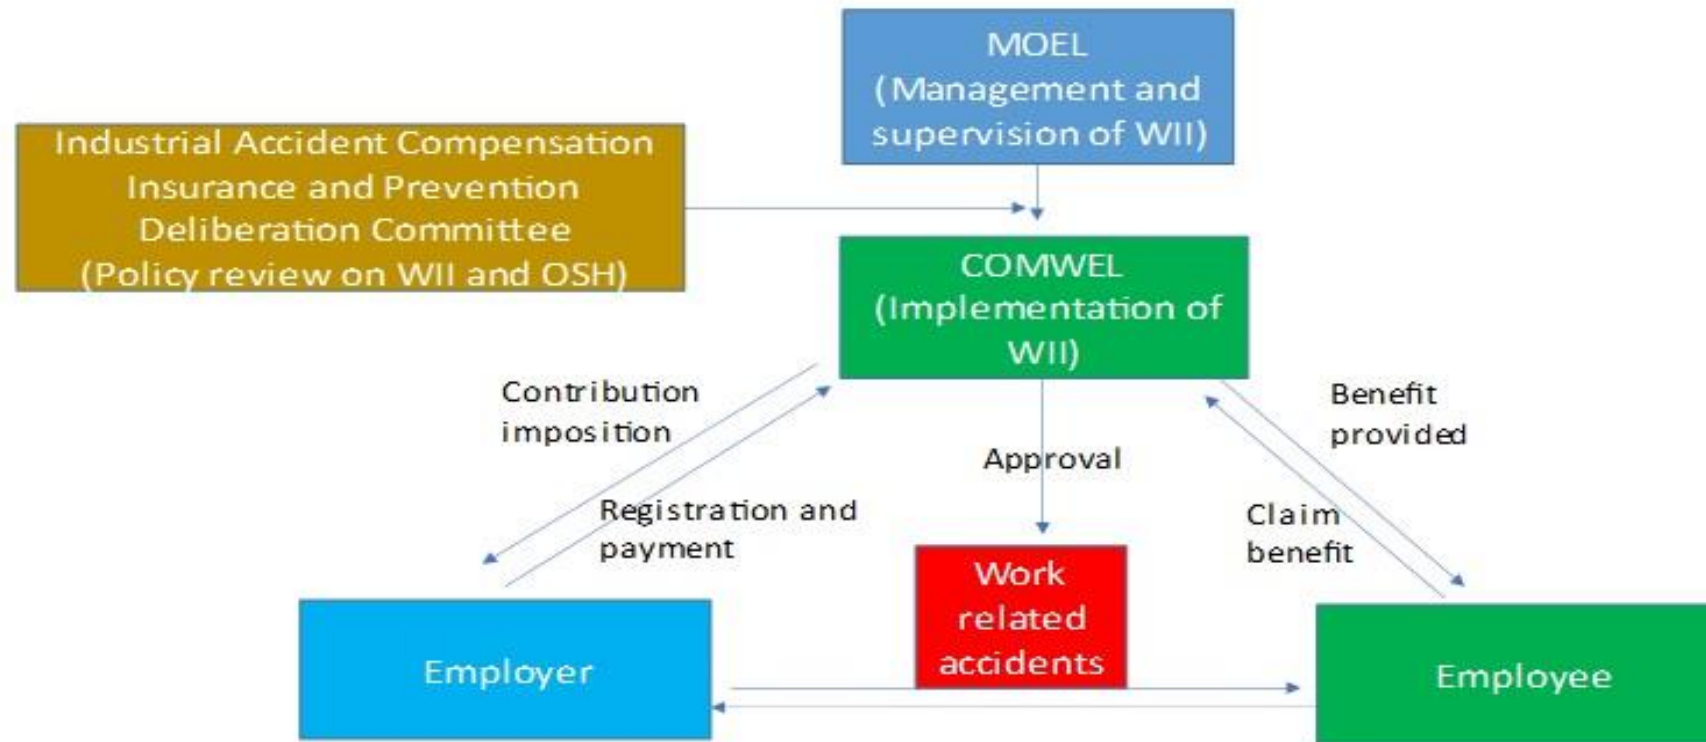 MOEL
(Management and
supervision of WII)
Industrial Accident Compensation
Insurance and Prevention
Deliberation Committee
(Policy review on WII and OSH)
COMWEL
(Implementation of
WII)
Contribution
imposition
Registration and
payment
Approval
Benefit
provided
Claim
benefit
Work
related
accidents
Employer
Employee